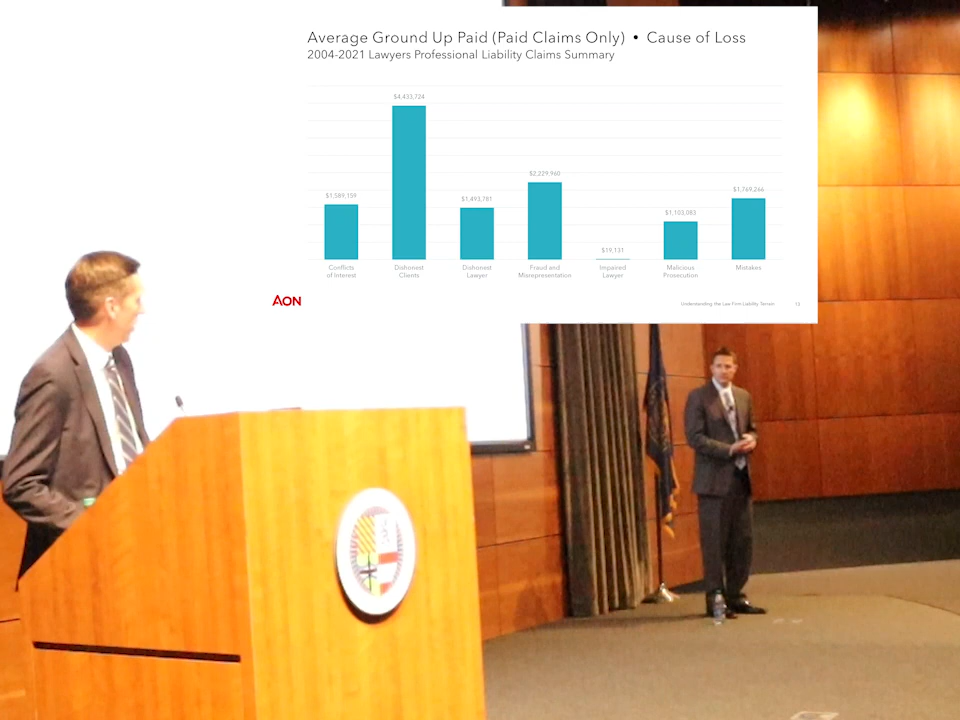 Average Ground Up Paid (Paid Claims Only) • Cause of Loss
2004-2021 Lawyers Professional Liability Claims Summary
$1,589,159
$4,433,724
$1,493,781
$2,229,960
$19,131
$1,103,083
$1,769,266
Conflicts
of Interest
Dishonest
Clients
Dishonest
Lawyer
Fraud and
Misrepresentation
Impaired
Lawyer
Malicious
Prosecution
Mistakes
AON
Understanding the Law Firm Liability Terrain
13